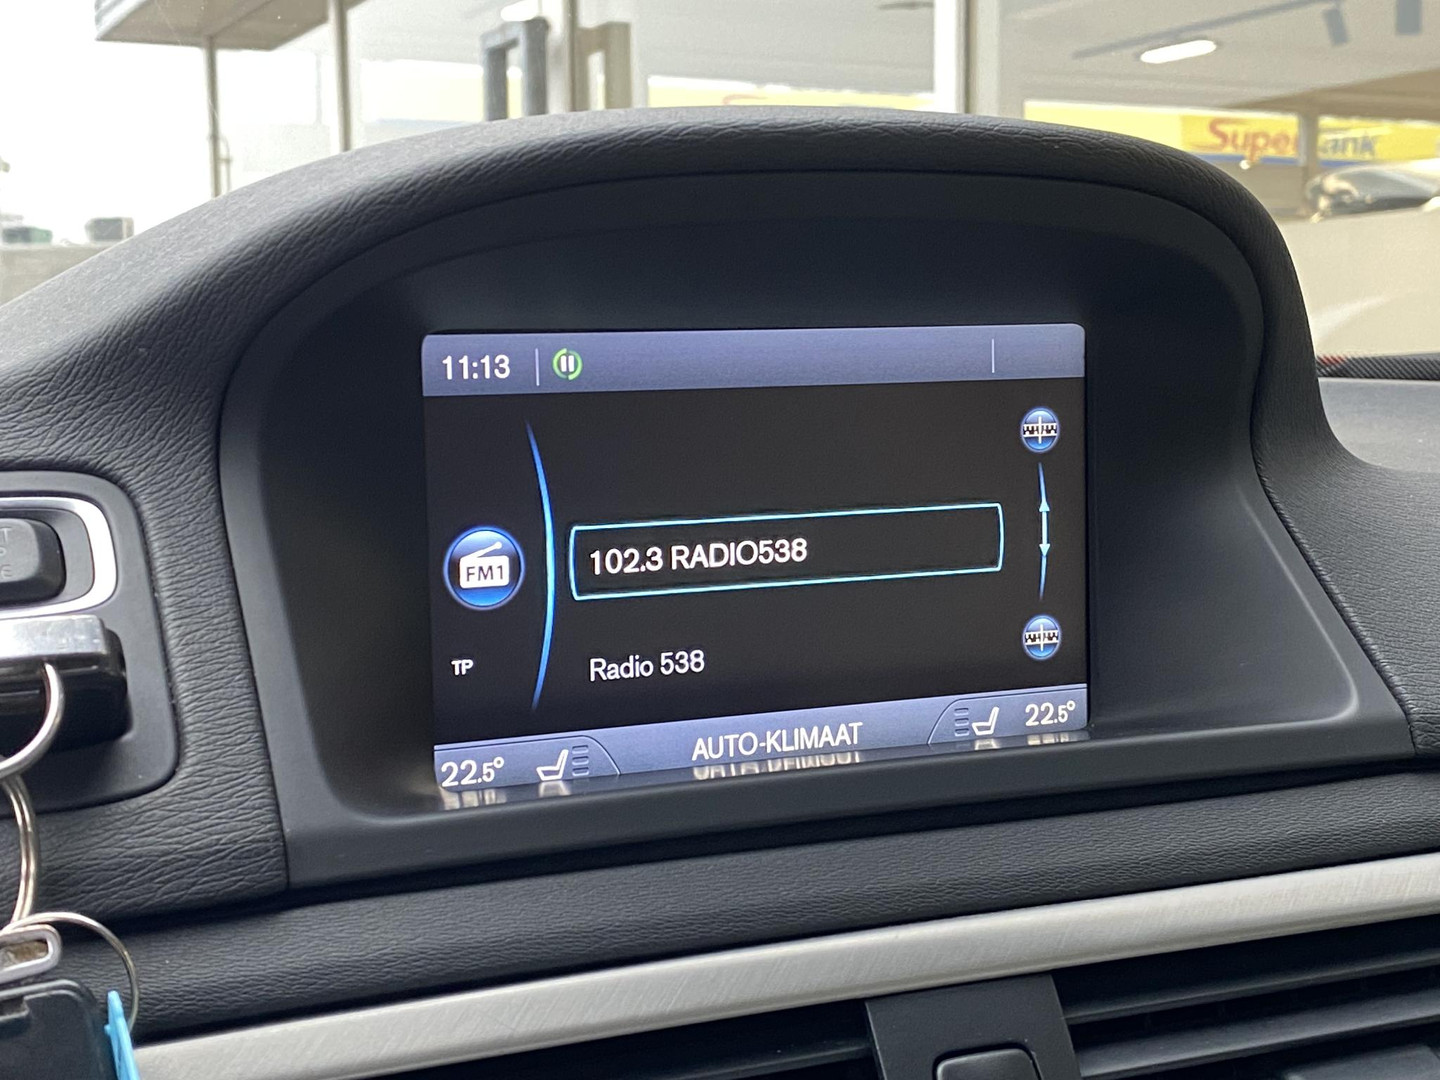 11:13
102.3 RADIO538
FM1
TP
Radio 538
22.5°
AUTO-KLIMAAT
22.5°